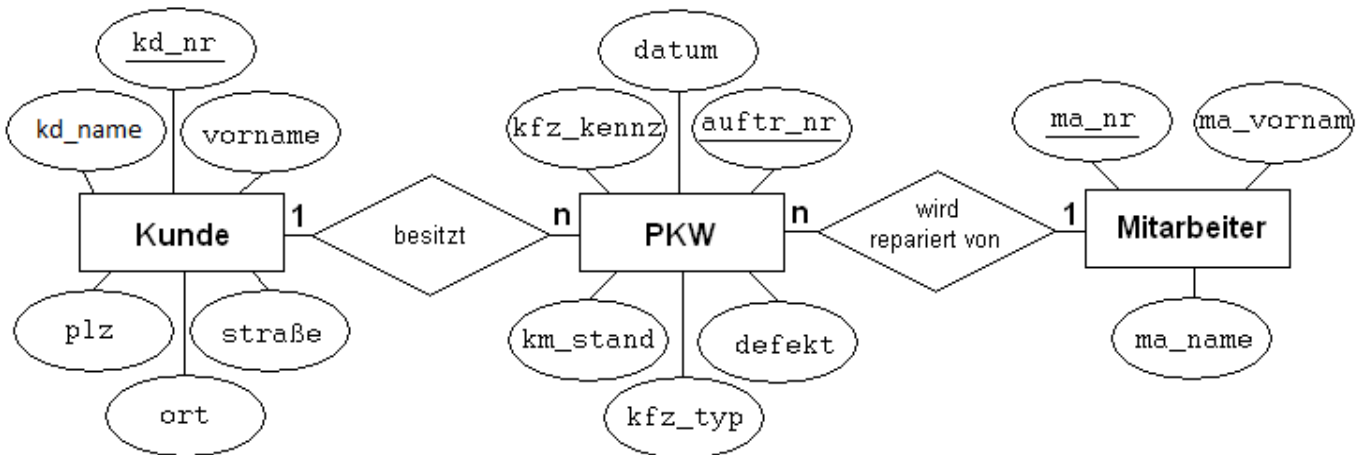 kd_nr
kd_name
vorname
Kunde
plz
straße
ort
1
besitzt
n
datum
kfz_kennz
auftr_nr
PKW
km_stand
defekt
kfz_typ
n
wird
repariert von
1
ma_nr
ma_vornam
Mitarbeiter
ma_name